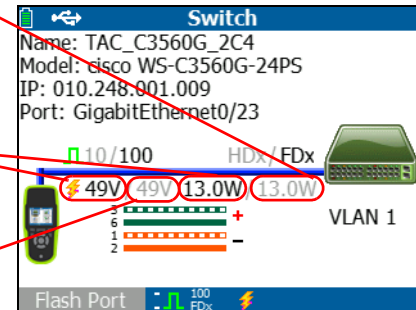 Switch
Name: TAC_C3560G_2C4
Model: cisco WS-C3560G-24PS
IP: 010.248.001.009
Port: GigabitEthernet0/23
10/100 HDx/FDx
49V/49V/13.0W/13.0W
3
6 +
1 VLAN 1
2 −
Flash Port 100 FDx